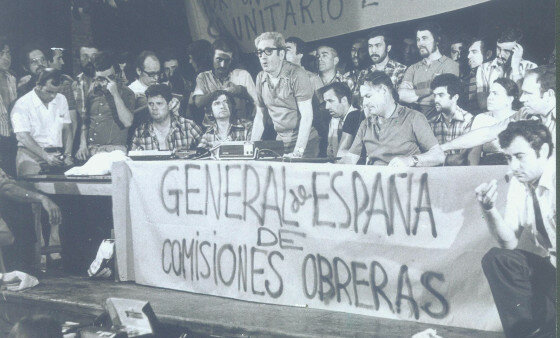 UNITARIO E
GENERAL de ESPAÑA
DE
COMISIONES OBRERAS